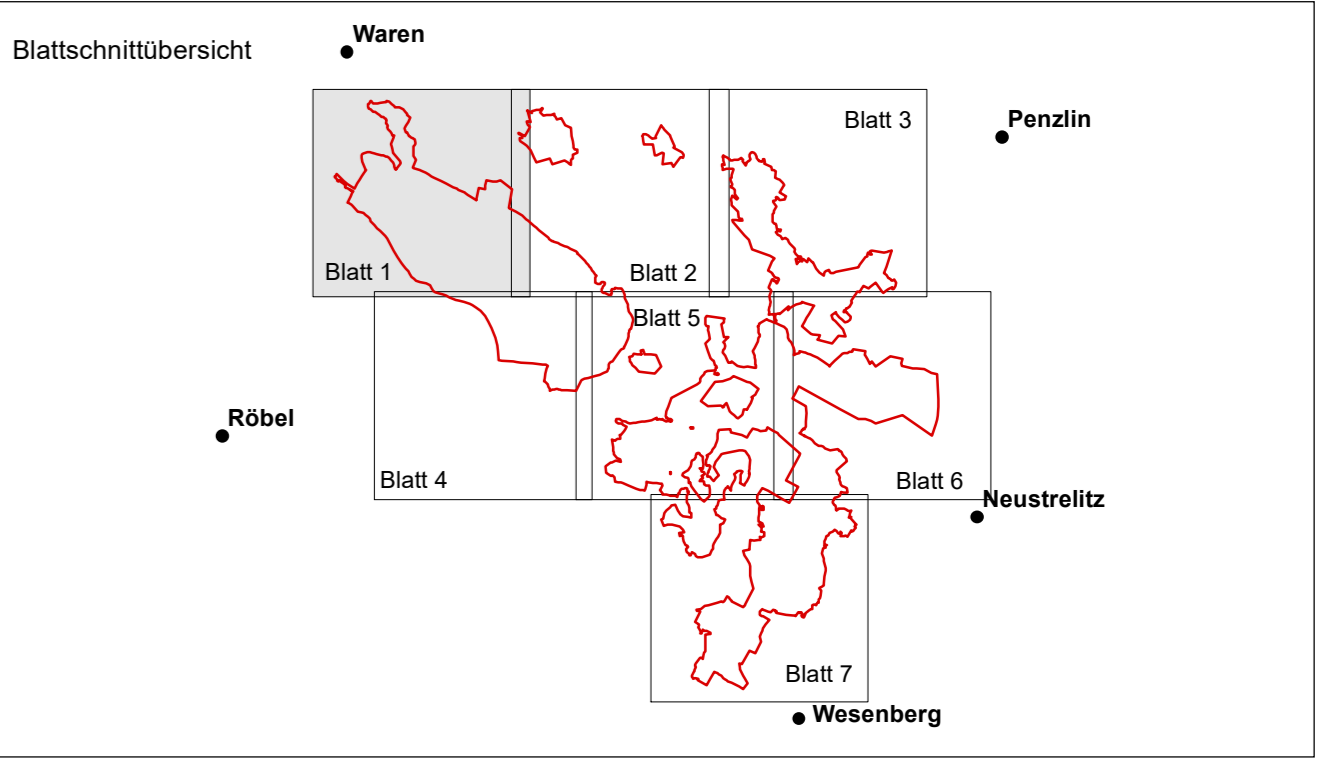 Waren
Blattschnittübersicht
Blatt 3
Penzlin
Blatt 1
Blatt 2
Blatt 5
Röbel
Blatt 4
Blatt 6
Neustrelitz
Blatt 7
Wesenberg